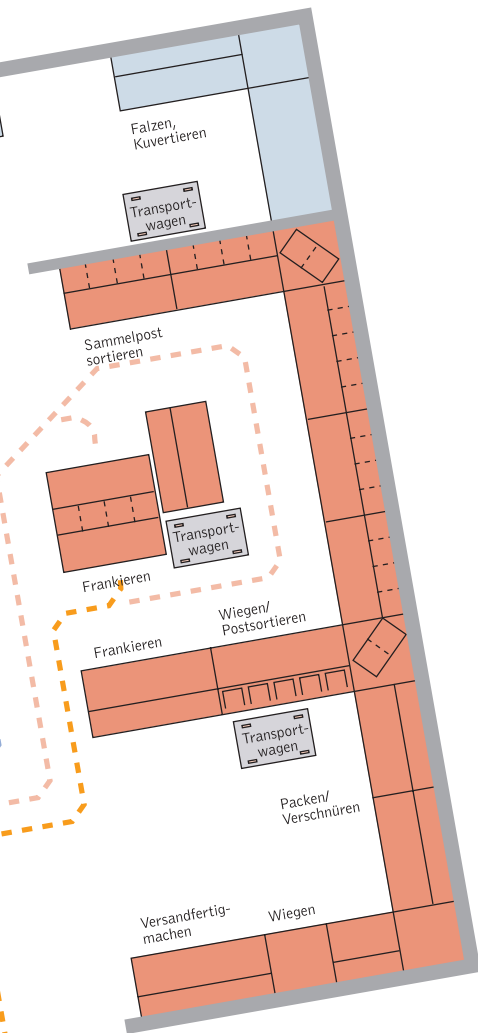 Falzen,
Kuvertieren
Transport-
wagen
Sammelpost
sortieren
Transport-
wagen
Frankieren
Wiegen/
Postsortieren
Frankieren
Transport-
wagen
Packen/
Verschnüren
Versandfertig-
machen
Wiegen